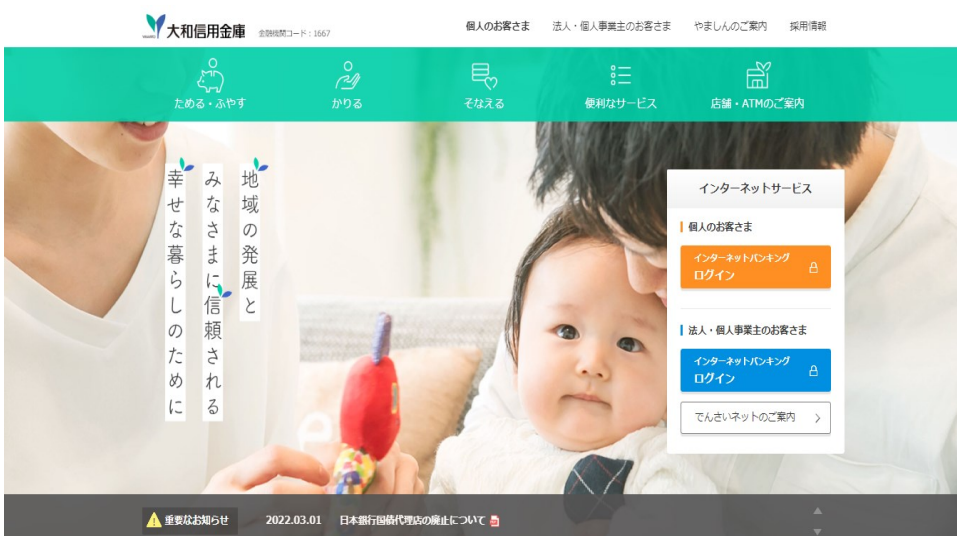 大和信用金庫 金融機関コード：1667
個人のお客さま 法人・個人事業主のお客さま やましんのご案内 採用情報
ためる・ふやす かりる そなえる 便利なサービス 店舗・ATMのご案内
地域の発展と
みなさまに信頼される
幸せな暮らしのために
インターネットサービス
個人のお客さま
インターネットバンキング
ログイン
法人・個人事業主のお客さま
インターネットバンキング
ログイン
でんさいネットのご案内
重要なお知らせ 2022.03.01 日本銀行国債代理店の廃止について